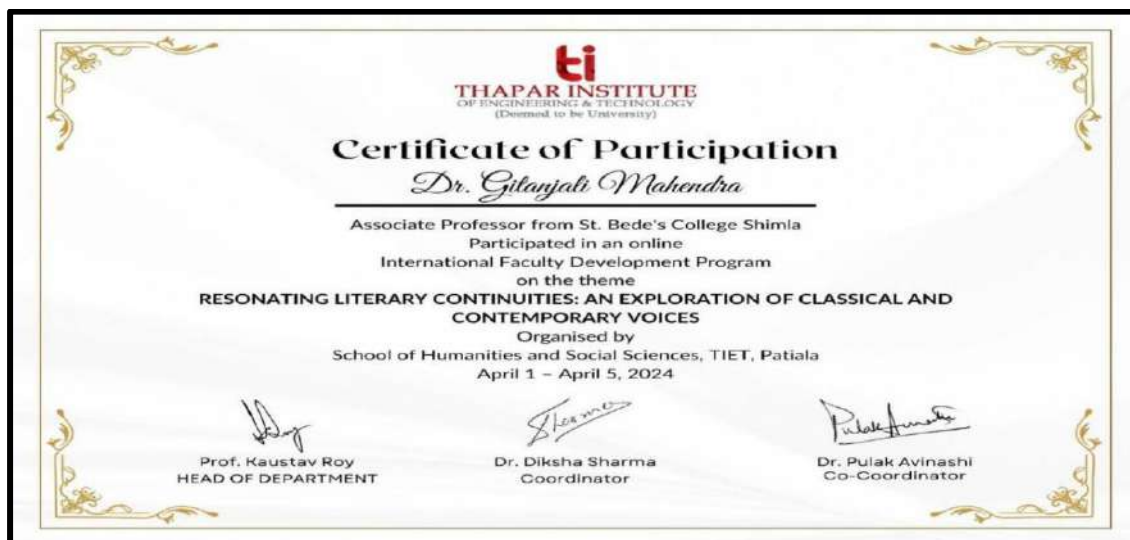 ti
THAPAR INSTITUTE
OF ENGINEERING & TECHNOLOGY
(Deemed to be University)
Certificate of Participation
Dr. Gitanjali Mahendra
Associate Professor from St. Bede's College Shimla
Participated in an online
International Faculty Development Program
on the theme
RESONATING LITERARY CONTINUITIES: AN EXPLORATION OF CLASSICAL AND
CONTEMPORARY VOICES
Organised by
School of Humanities and Social Sciences, TIET, Patiala
April 1 – April 5, 2024
Sharma
Pulak Avinashi
Prof. Kaustav Roy
Dr. Diksha Sharma
Dr. Pulak Avinashi
HEAD OF DEPARTMENT
Coordinator
Co-Coordinator